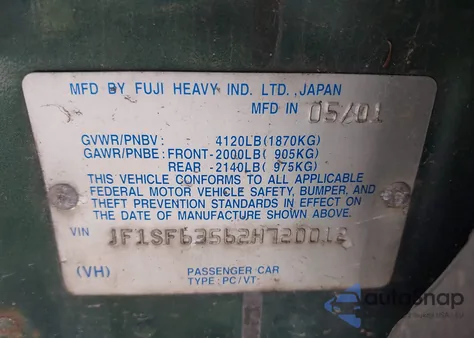 MFD BY FUJI HEAVY IND. LTD., JAPAN
MFD IN 05/01
GVWR/PNBV: 4120LB(1870KG)
GAWR/PNBE: FRONT-2000LB( 905KG)
REAR -2140LB( 975KG)
THIS VEHICLE CONFORMS TO ALL APPLICABLE
FEDERAL MOTOR VEHICLE SAFETY, BUMPER, AND
THEFT PREVENTION STANDARDS IN EFFECT ON
THE DATE OF MANUFACTURE SHOWN ABOVE.
VIN
(VH) PASSENGER CAR
TYPE:PC/VT
autosnap